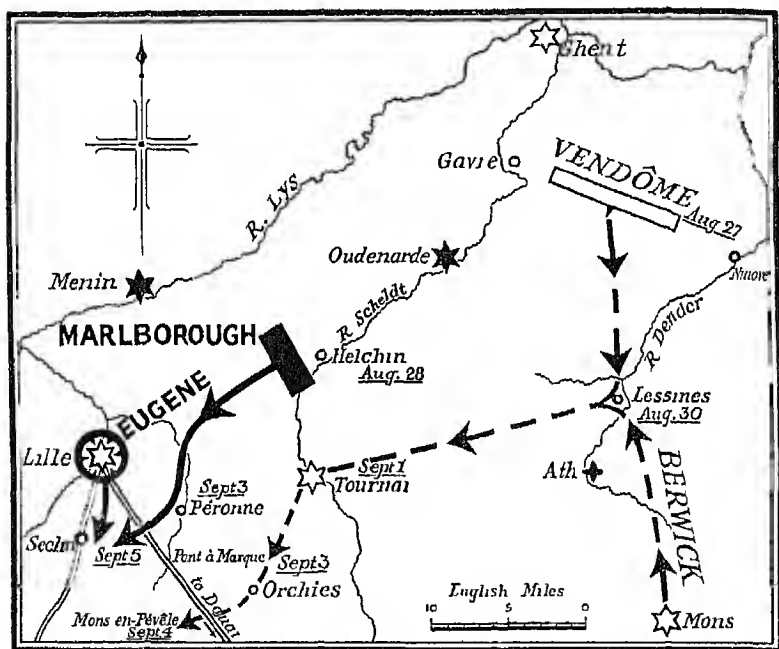 Ghent
Gavre
VENDÔME
Aug 27
R. Lys
Oudenarde
Ninove
Menin
R Scheldt
R Dender
MARLBOROUGH
Helchin
Aug. 28
EUGENE
Lessines
Aug. 30
Lille
Sept 1
Tournai
Ath
BERWICK
Sept 3
Péronne
Seclin
Sept 5
Pont à Marque
Sept 3
to Douai
Orchies
English Miles
10 5 0
Mons en-Pévèle
Sept 4
Mons